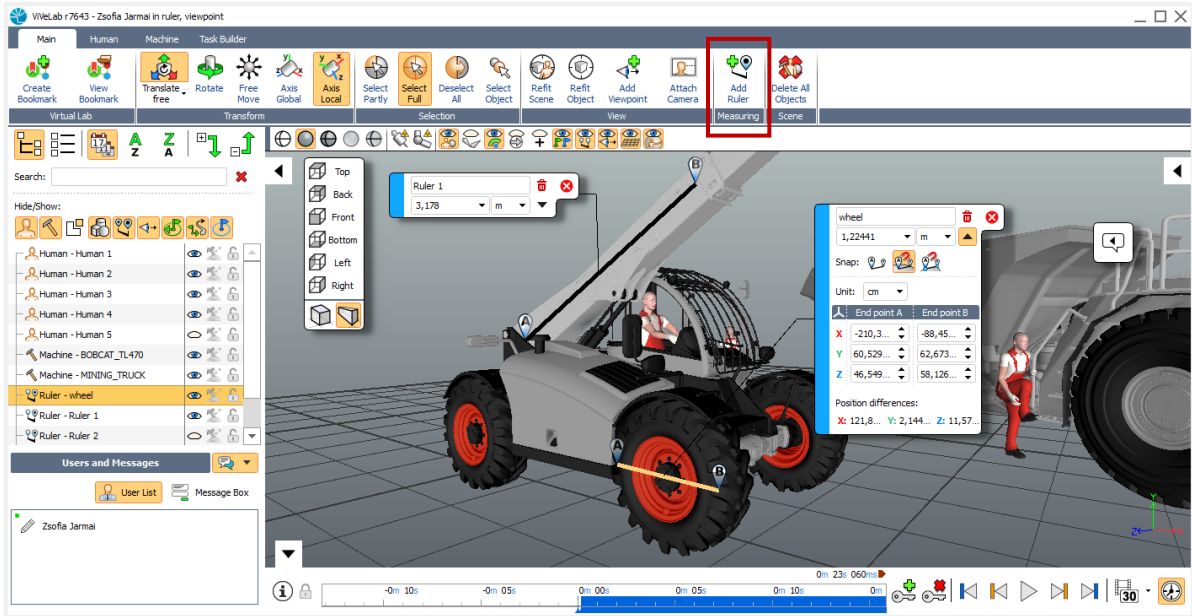 ViVeLab r7643 - Zsofia Jarmai in ruler, viewpoint
Main Human Machine Task Builder
Create Bookmark
View Bookmark
Translate free
Rotate
Free Move
Axis Global
Axis Local
Select Partly
Select Full
Deselect All
Select Object
Refit Scene
Refit Object
Add Viewpoint
Attach Camera
Add Ruler
Delete All Objects
Virtual Lab Transform Selection View Measuring Scene
17
A Z
Z A
Search:
Hide/Show:
Human - Human 1
Human - Human 2
Human - Human 3
Human - Human 4
Human - Human 5
Machine - BOBCAT_TL470
Machine - MINING_TRUCK
Ruler - wheel
Ruler - Ruler 1
Ruler - Ruler 2
Users and Messages
User List Message Box
Zsofia Jarmai
Top
Back
Front
Bottom
Left
Right
Ruler 1
3,178 m
B
A
A
B
wheel
1,22441 m
Snap:
Unit: cm
End point A End point B
X -210,3... -88,45...
Y 60,529... 62,673...
Z 46,549... 58,126...
Position differences:
X: 121,8... Y: 2,144... Z: 11,57...
Y
Z X
0m 23s 060ms
-0m 10s -0m 05s 0m 00s 0m 05s 0m 10s 0m
30